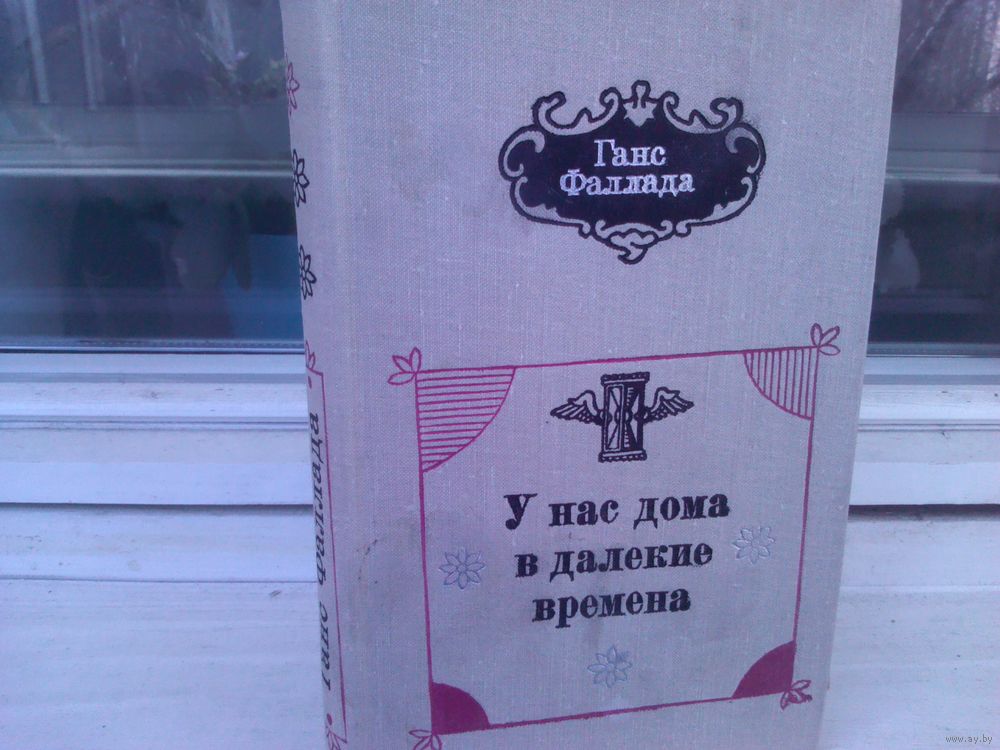 Ганс
Фаллада
У нас дома
в далекие
времена
Ганс Фаллада
www.ay.by